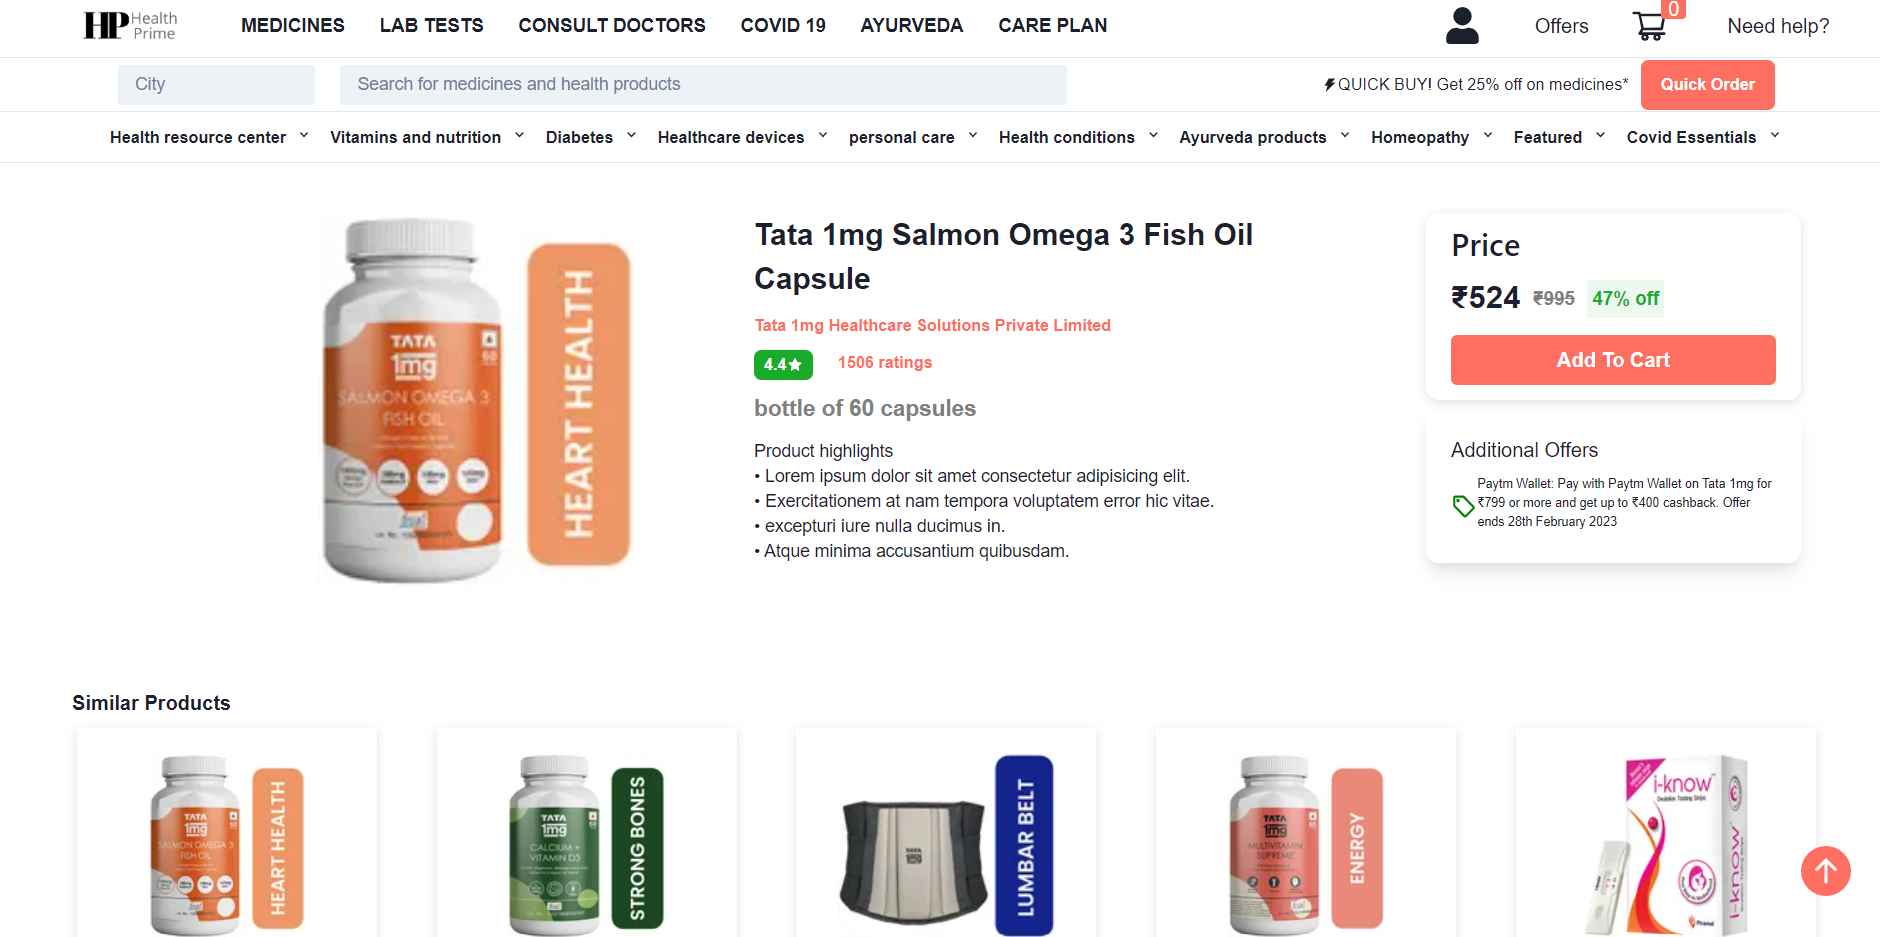 HP Health Prime
MEDICINES LAB TESTS CONSULT DOCTORS COVID 19 AYURVEDA CARE PLAN
Offers 0 Need help?
City
Search for medicines and health products
QUICK BUY! Get 25% off on medicines*
Quick Order
Health resource center Vitamins and nutrition Diabetes Healthcare devices personal care Health conditions Ayurveda products Homeopathy Featured Covid Essentials
TATA
1mg
SALMON OMEGA 3
FISH OIL
60
HEART HEALTH
Tata 1mg Salmon Omega 3 Fish Oil
Capsule
Tata 1mg Healthcare Solutions Private Limited
4.4
1506 ratings
bottle of 60 capsules
Product highlights
• Lorem ipsum dolor sit amet consectetur adipisicing elit.
• Exercitationem at nam tempora voluptatem error hic vitae.
• excepturi iure nulla ducimus in.
• Atque minima accusantium quibusdam.
Price
₹524 ₹995 47% off
Add To Cart
Additional Offers
Paytm Wallet: Pay with Paytm Wallet on Tata 1mg for
₹799 or more and get up to ₹400 cashback. Offer
ends 28th February 2023
Similar Products
TATA
1mg
SALMON OMEGA 3
FISH OIL
HEART HEALTH
TATA
1mg
CALCIUM +
VITAMIN D3
STRONG BONES
TATA
1mg
LUMBAR BELT
TATA
1mg
MULTIVITAMIN
SUPREME
ENERGY
i-know
Ovulation Testing Strips
i-know
Piramal